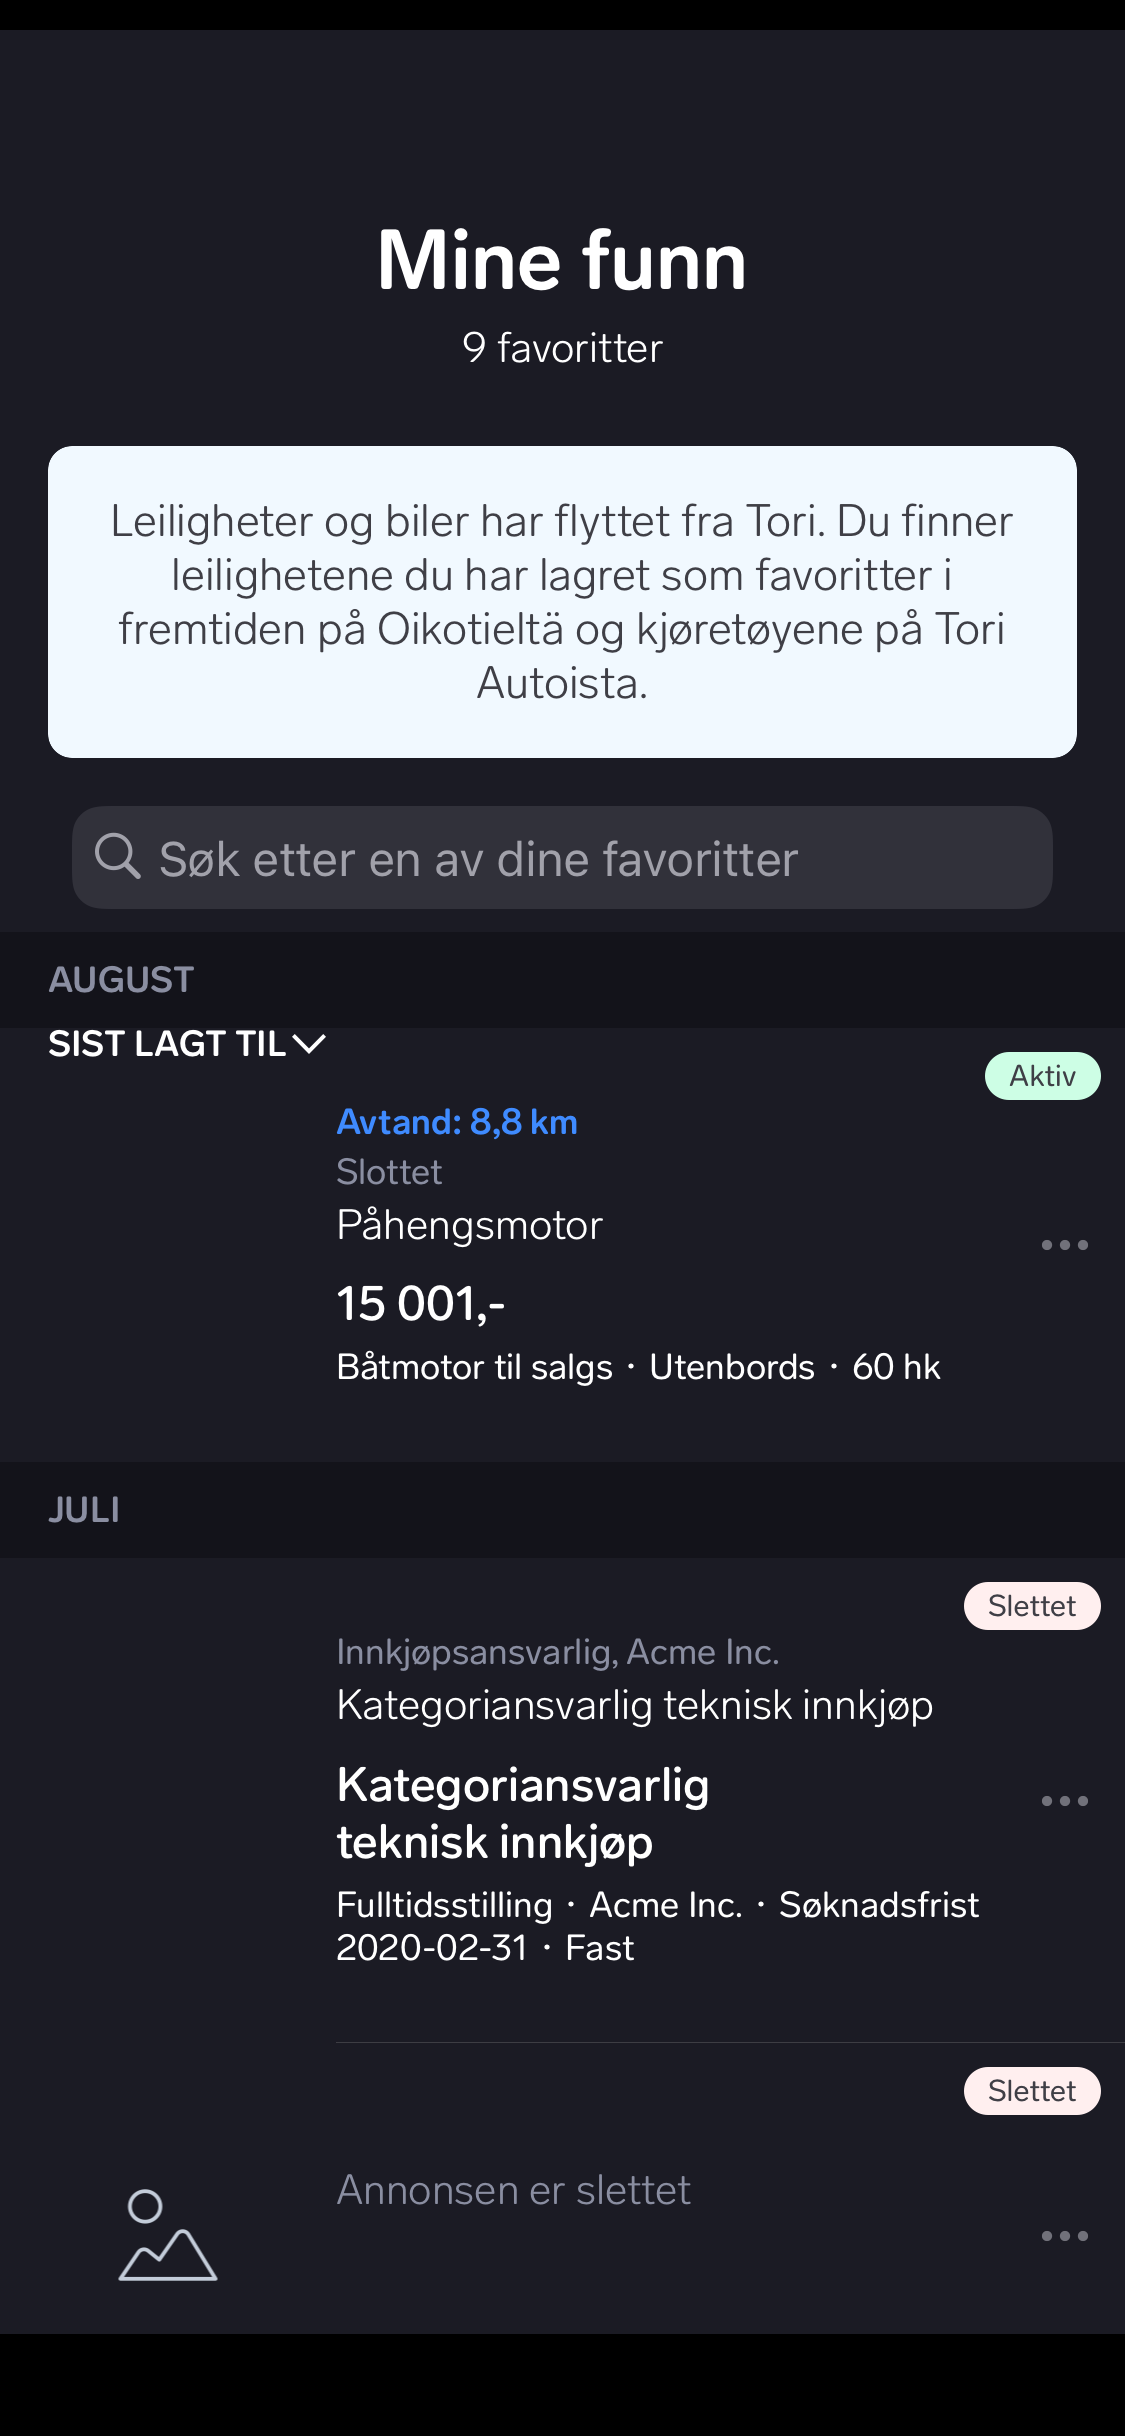 Mine funn
9 favoritter
Leiligheter og biler har flyttet fra Tori. Du finner
leilighetene du har lagret som favoritter i
fremtiden på Oikotieltä og kjøretøyene på Tori
Autoista.
Søk etter en av dine favoritter
AUGUST
SIST LAGT TIL
Aktiv
Avtand: 8,8 km
Slottet
Påhengsmotor
15 001,-
Båtmotor til salgs · Utenbords · 60 hk
JULI
Slettet
Innkjøpsansvarlig, Acme Inc.
Kategoriansvarlig teknisk innkjøp
Kategoriansvarlig
teknisk innkjøp
Fulltidsstilling · Acme Inc. · Søknadsfrist
2020-02-31 · Fast
Slettet
Annonsen er slettet